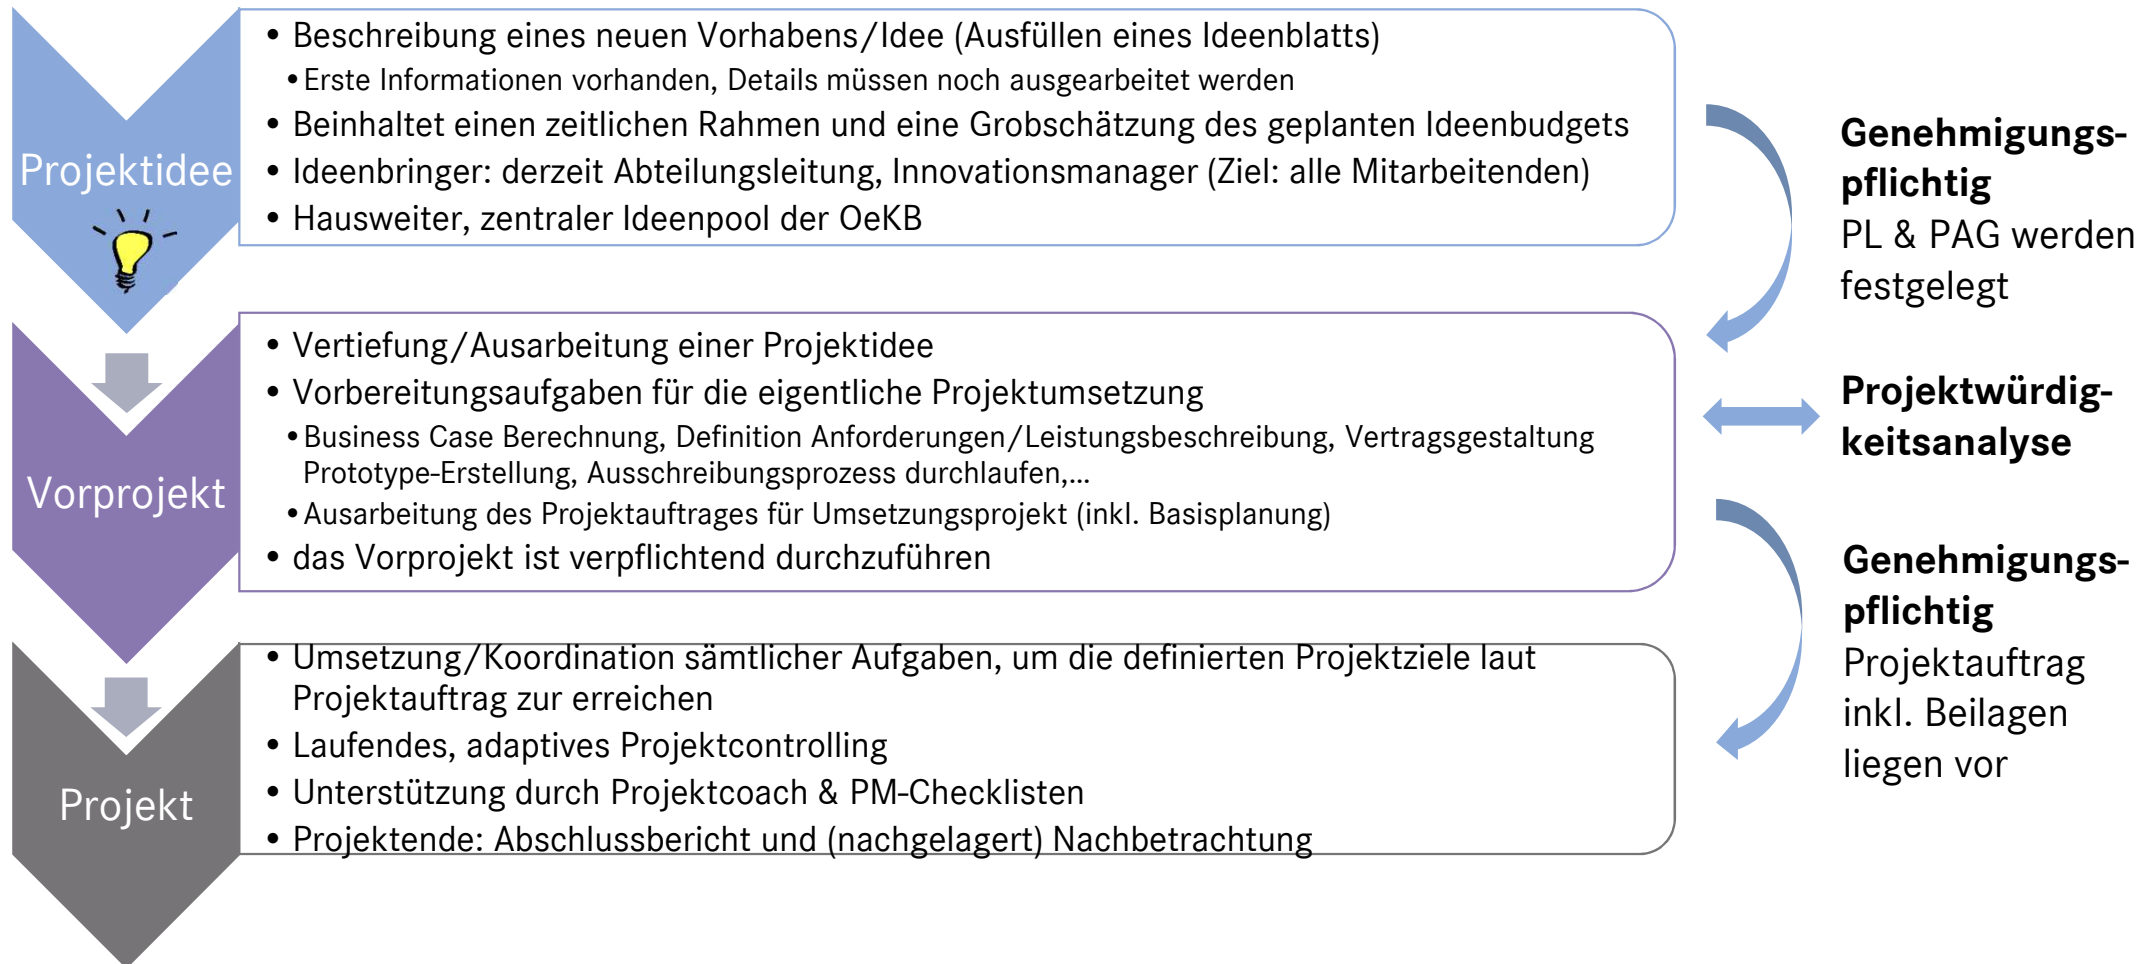 Projektidee
• Beschreibung eines neuen Vorhabens/Idee (Ausfüllen eines Ideenblatts)
• Erste Informationen vorhanden, Details müssen noch ausgearbeitet werden
• Beinhaltet einen zeitlichen Rahmen und eine Grobschätzung des geplanten Ideenbudgets
• Ideenbringer: derzeit Abteilungsleitung, Innovationsmanager (Ziel: alle Mitarbeitenden)
• Hausweiter, zentraler Ideenpool der OeKB
Genehmigungs-
pflichtig
PL & PAG werden
festgelegt
Vorprojekt
• Vertiefung/Ausarbeitung einer Projektidee
• Vorbereitungsaufgaben für die eigentliche Projektumsetzung
• Business Case Berechnung, Definition Anforderungen/Leistungsbeschreibung, Vertragsgestaltung
Prototype-Erstellung, Ausschreibungsprozess durchlaufen,...
• Ausarbeitung des Projektauftrages für Umsetzungsprojekt (inkl. Basisplanung)
• das Vorprojekt ist verpflichtend durchzuführen
Projektwürdig-
keitsanalyse
Genehmigungs-
pflichtig
Projektauftrag
inkl. Beilagen
liegen vor
Projekt
• Umsetzung/Koordination sämtlicher Aufgaben, um die definierten Projektziele laut
Projektauftrag zur erreichen
• Laufendes, adaptives Projektcontrolling
• Unterstützung durch Projektcoach & PM-Checklisten
• Projektende: Abschlussbericht und (nachgelagert) Nachbetrachtung